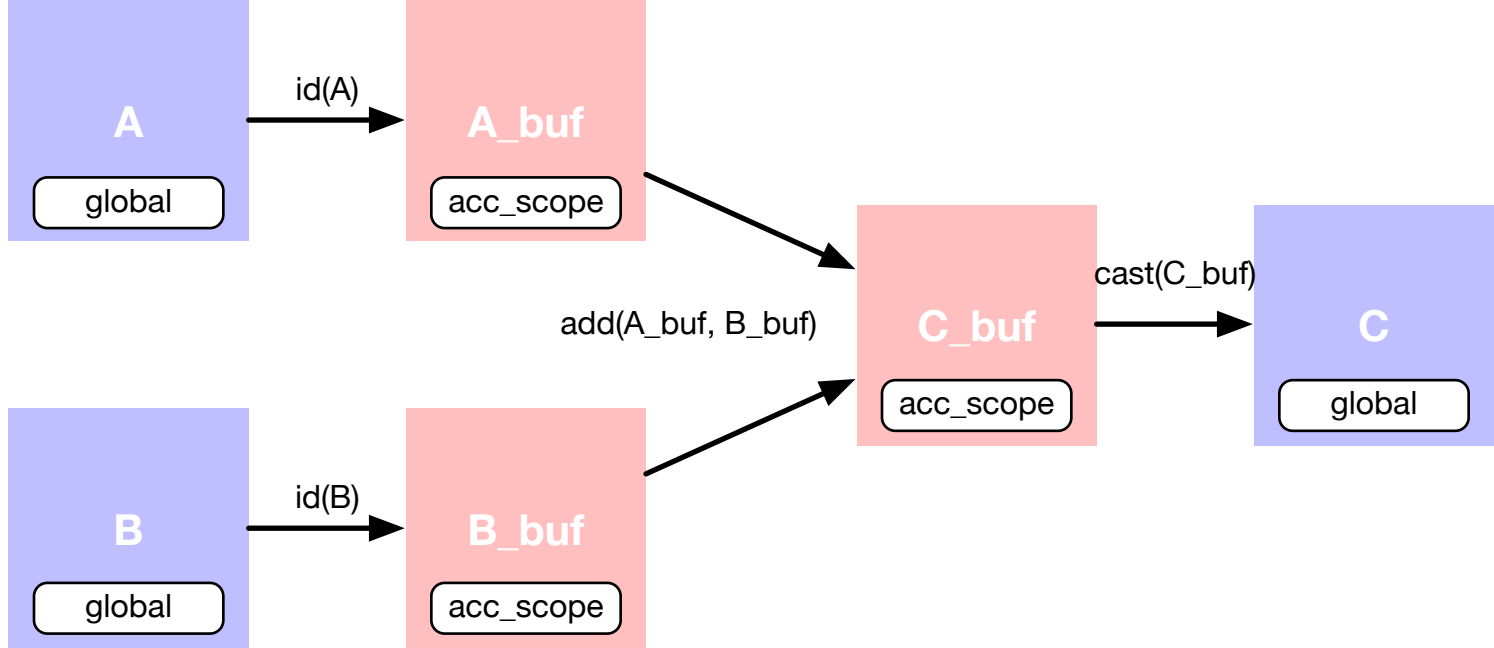 A
global
id(A)
A_buf
acc_scope
add(A_buf, B_buf)
B
global
id(B)
B_buf
acc_scope
C_buf
acc_scope
cast(C_buf)
C
global